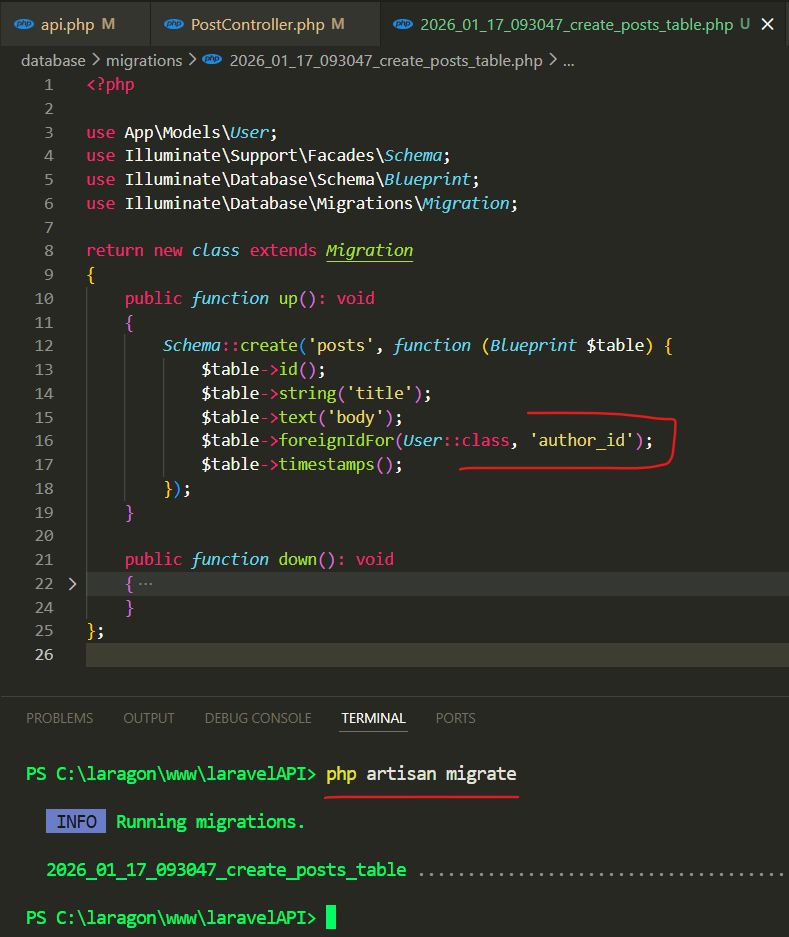 php api.php M php PostController.php M php 2026_01_17_093047_create_posts_table.php U
database > migrations > php 2026_01_17_093047_create_posts_table.php > ...
1 <?php
2
3 use App\Models\User;
4 use Illuminate\Support\Facades\Schema;
5 use Illuminate\Database\Schema\Blueprint;
6 use Illuminate\Database\Migrations\Migration;
7
8 return new class extends Migration
9 {
10     public function up(): void
11     {
12         Schema::create('posts', function (Blueprint $table) {
13             $table->id();
14             $table->string('title');
15             $table->text('body');
16             $table->foreignIdFor(User::class, 'author_id');
17             $table->timestamps();
18         });
19     }
20
21     public function down(): void
22     { ...
24     }
25 };
26
PROBLEMS OUTPUT DEBUG CONSOLE TERMINAL PORTS
PS C:\laragon\www\laravelAPI> php artisan migrate
INFO Running migrations.
2026_01_17_093047_create_posts_table .....................................
PS C:\laragon\www\laravelAPI>